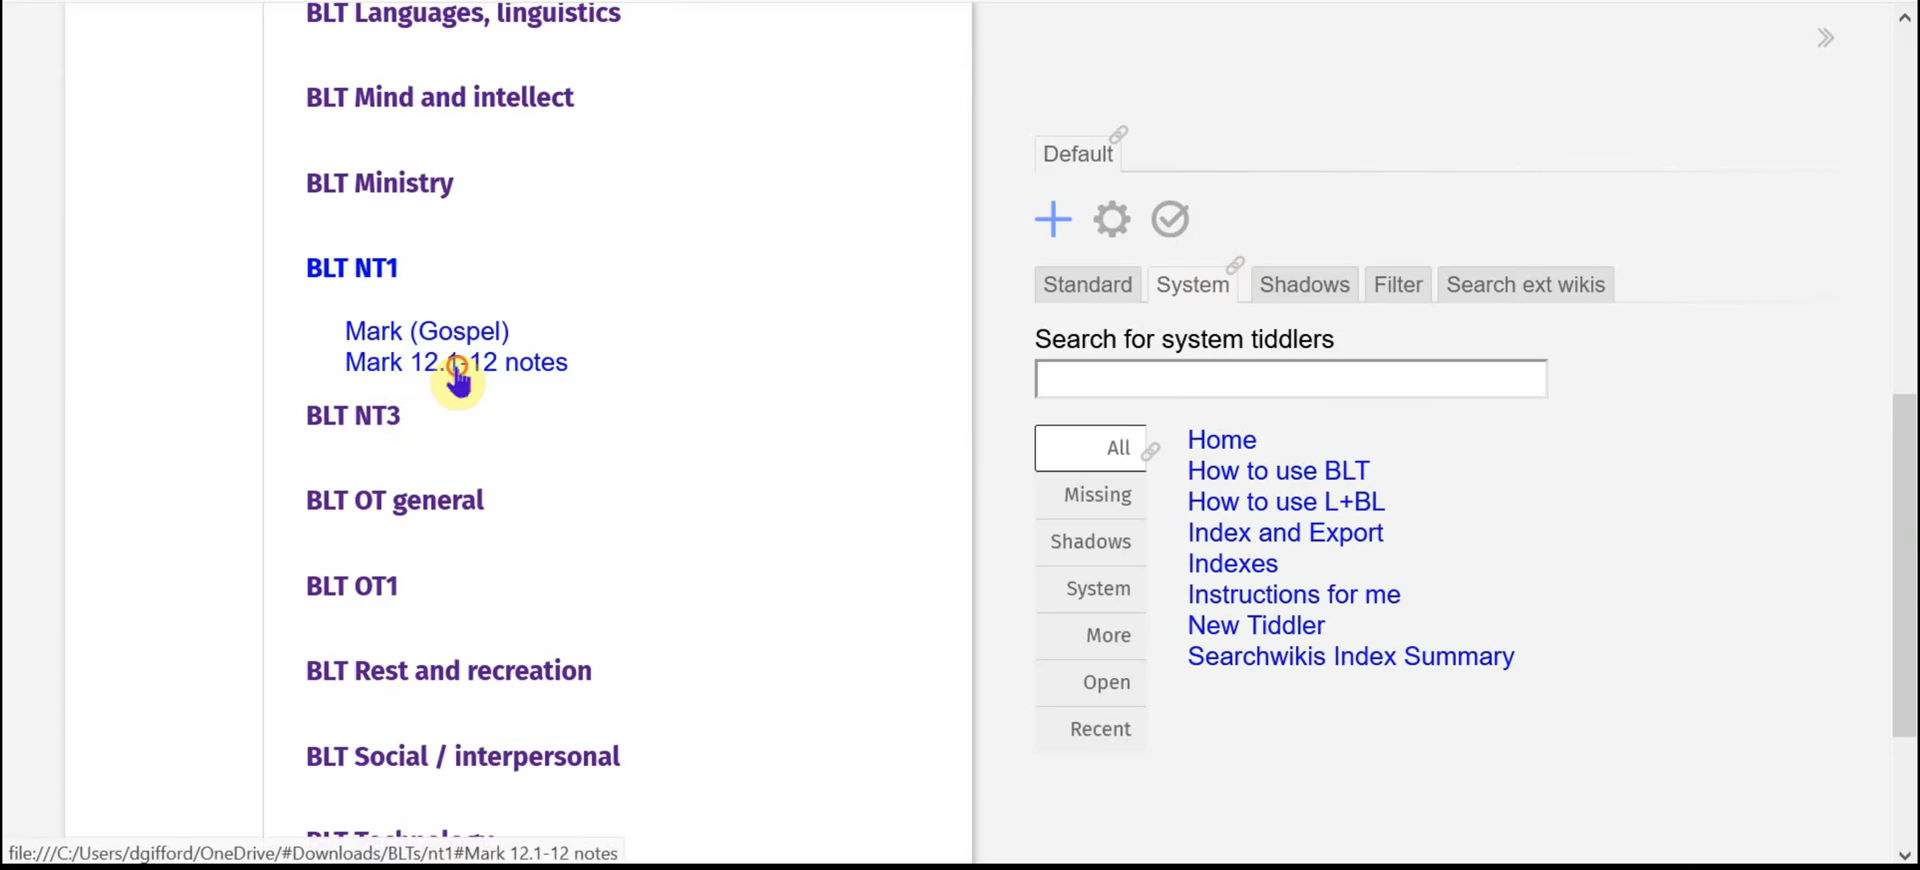 BLT Languages, linguistics
BLT Mind and intellect
BLT Ministry
BLT NT1
Mark (Gospel)
Mark 12.1-12 notes
BLT NT3
BLT OT general
BLT OT1
BLT Rest and recreation
BLT Social / interpersonal
BLT Technology
file:///C:/Users/dgifford/OneDrive/#Downloads/BLTs/nt1#Mark 12.1-12 notes
Default
Standard System Shadows Filter Search ext wikis
Search for system tiddlers
All
Missing
Shadows
System
More
Open
Recent
Home
How to use BLT
How to use L+BL
Index and Export
Indexes
Instructions for me
New Tiddler
Searchwikis Index Summary